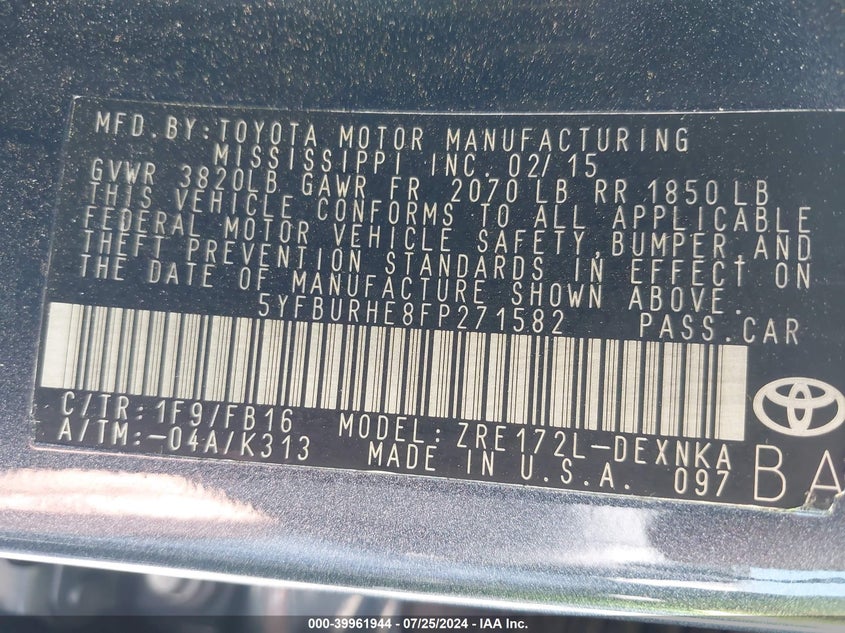 MFD.BY:TOYOTA MOTOR MANUFACTURING
MISSISSIPPI INC. 02/15
GVWR 3820LB GAWR FR 2070 LB RR 1850LB
THIS VEHICLE CONFORMS TO ALL APPLICABLE
FEDERAL MOTOR VEHICLE SAFETY,BUMPER,AND
THEFT PREVENTION STANDARDS IN EFFECT ON
THE DATE OF MANUFACTURE SHOWN ABOVE.
5YFBURHE8FP271582 PASS.CAR
C/TR:1F9/FB16 MODEL:ZRE172L-DEXNKA
A/TM:-04A/K313 MADE IN U.S.A. 097
BA
000-39961944 | 07/25/2024 - IAA Inc.